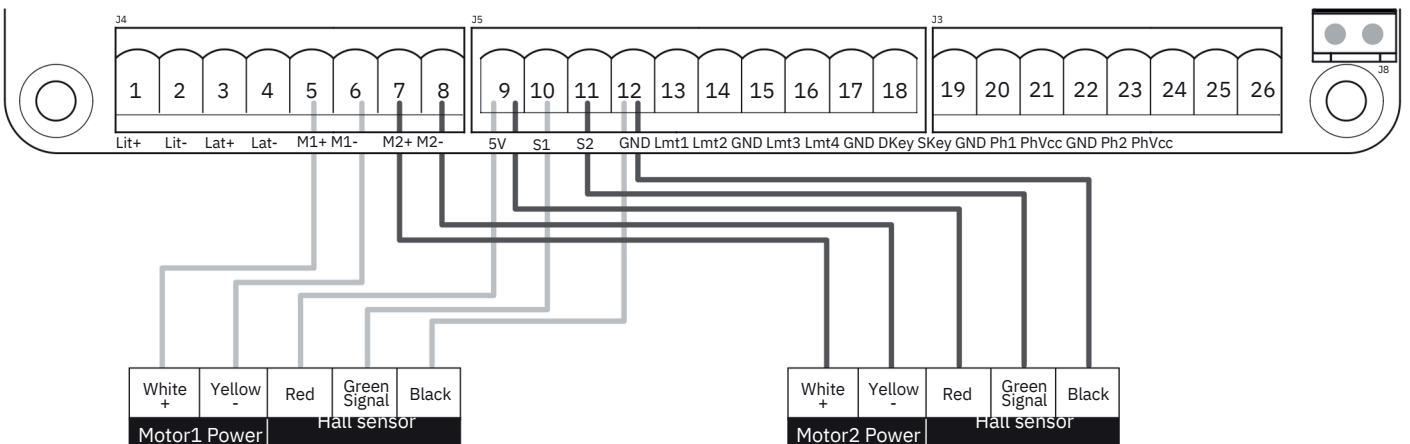 J4 J5 J3
J8
1 2 3 4 5 6 7 8 9 10 11 12 13 14 15 16 17 18 19 20 21 22 23 24 25 26
Lit+ Lit- Lat+ Lat- M1+ M1- M2+ M2- 5V S1 S2 GND Lmt1 Lmt2 GND Lmt3 Lmt4 GND DKey SKey GND Ph1 PhVcc GND Ph2 PhVcc
White + Yellow - Red Green Signal Black
Motor1 Power Hall sensor
White + Yellow - Red Green Signal Black
Motor2 Power Hall sensor